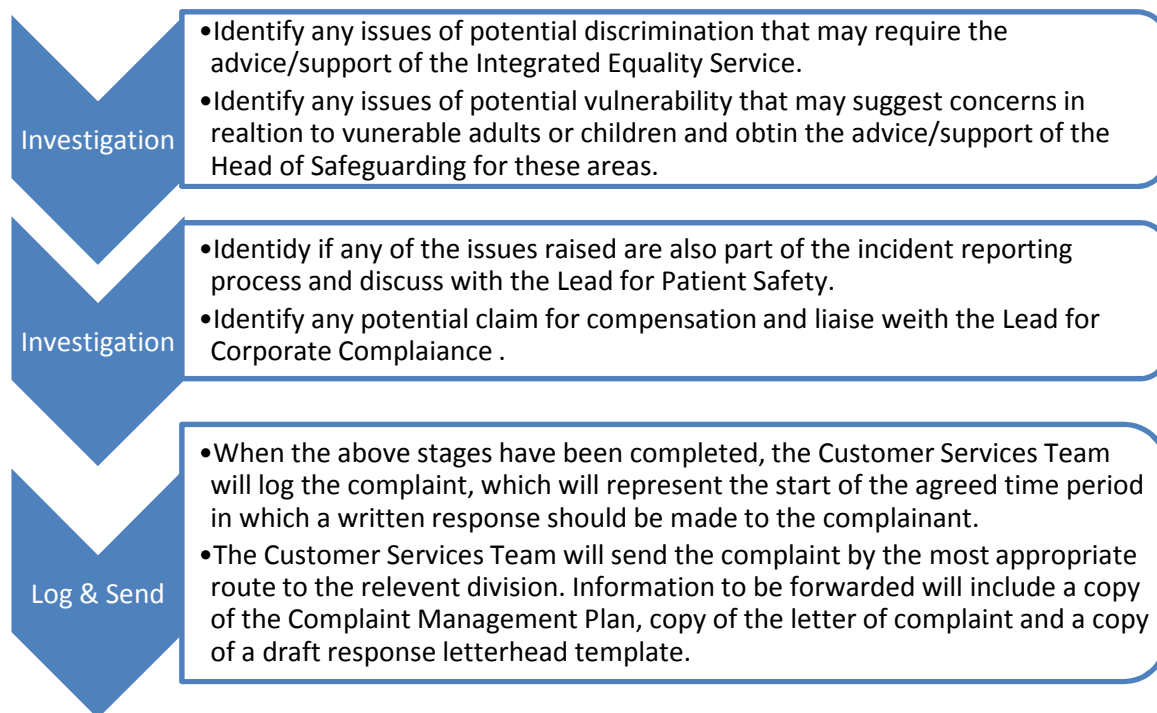 Investigation
•Identify any issues of potential discrimination that may require the
advice/support of the Integrated Equality Service.
•Identify any issues of potential vulnerability that may suggest concerns in
realtion to vunerable adults or children and obtin the advice/support of the
Head of Safeguarding for these areas.
Investigation
•Identidy if any of the issues raised are also part of the incident reporting
process and discuss with the Lead for Patient Safety.
•Identify any potential claim for compensation and liaise weith the Lead for
Corporate Complaiance .
Log & Send
•When the above stages have been completed, the Customer Services Team
will log the complaint, which will represent the start of the agreed time period
in which a written response should be made to the complainant.
•The Customer Services Team will send the complaint by the most appropriate
route to the relevent division. Information to be forwarded will include a copy
of the Complaint Management Plan, copy of the letter of complaint and a copy
of a draft response letterhead template.